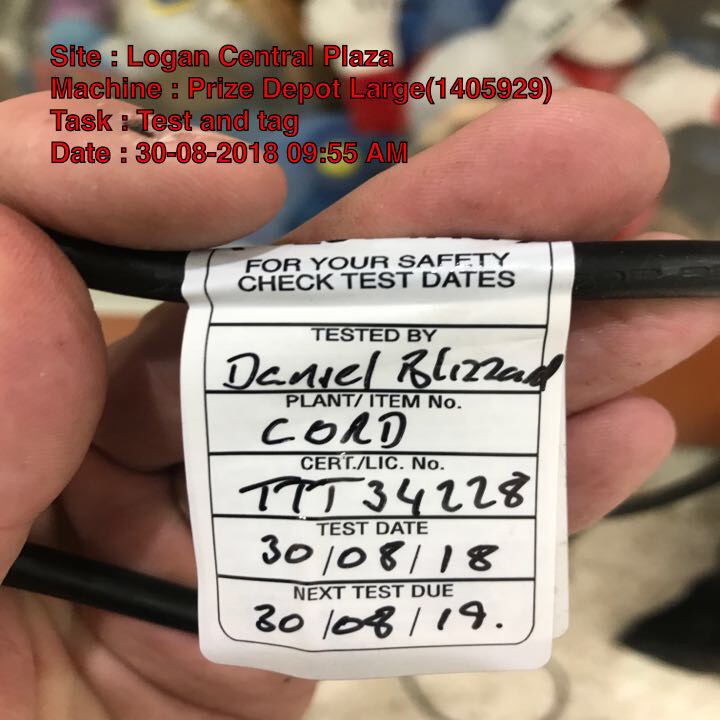 Site : Logan Central Plaza
Machine : Prize Depot Large(1405929)
Task : Test and tag
Date : 30-08-2018 09:55 AM
FOR YOUR SAFETY
CHECK TEST DATES
TESTED BY
Daniel Blizzard
PLANT/ ITEM No.
CORD
CERT./LIC. No.
TTT34228
TEST DATE
30/08/18
NEXT TEST DUE
30/08/19.